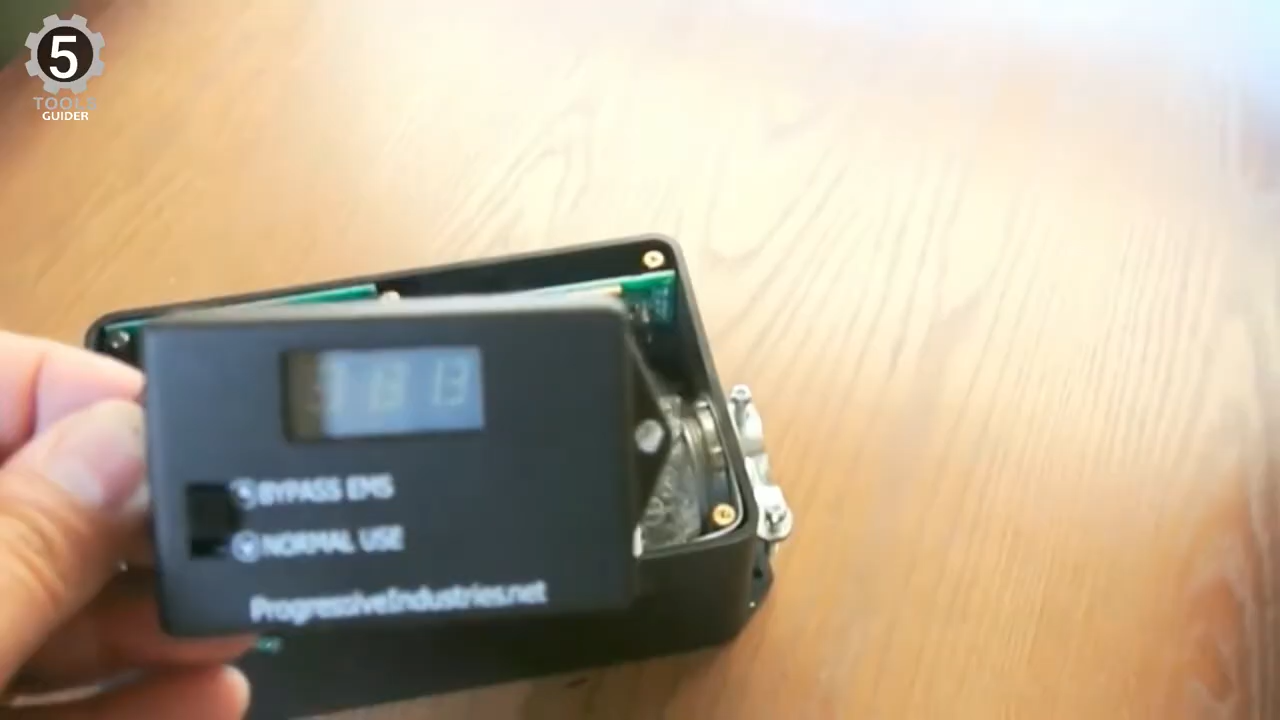 5
TOOLS
GUIDER
BYPASS EMS
NORMAL USE
ProgressiveIndustries.net